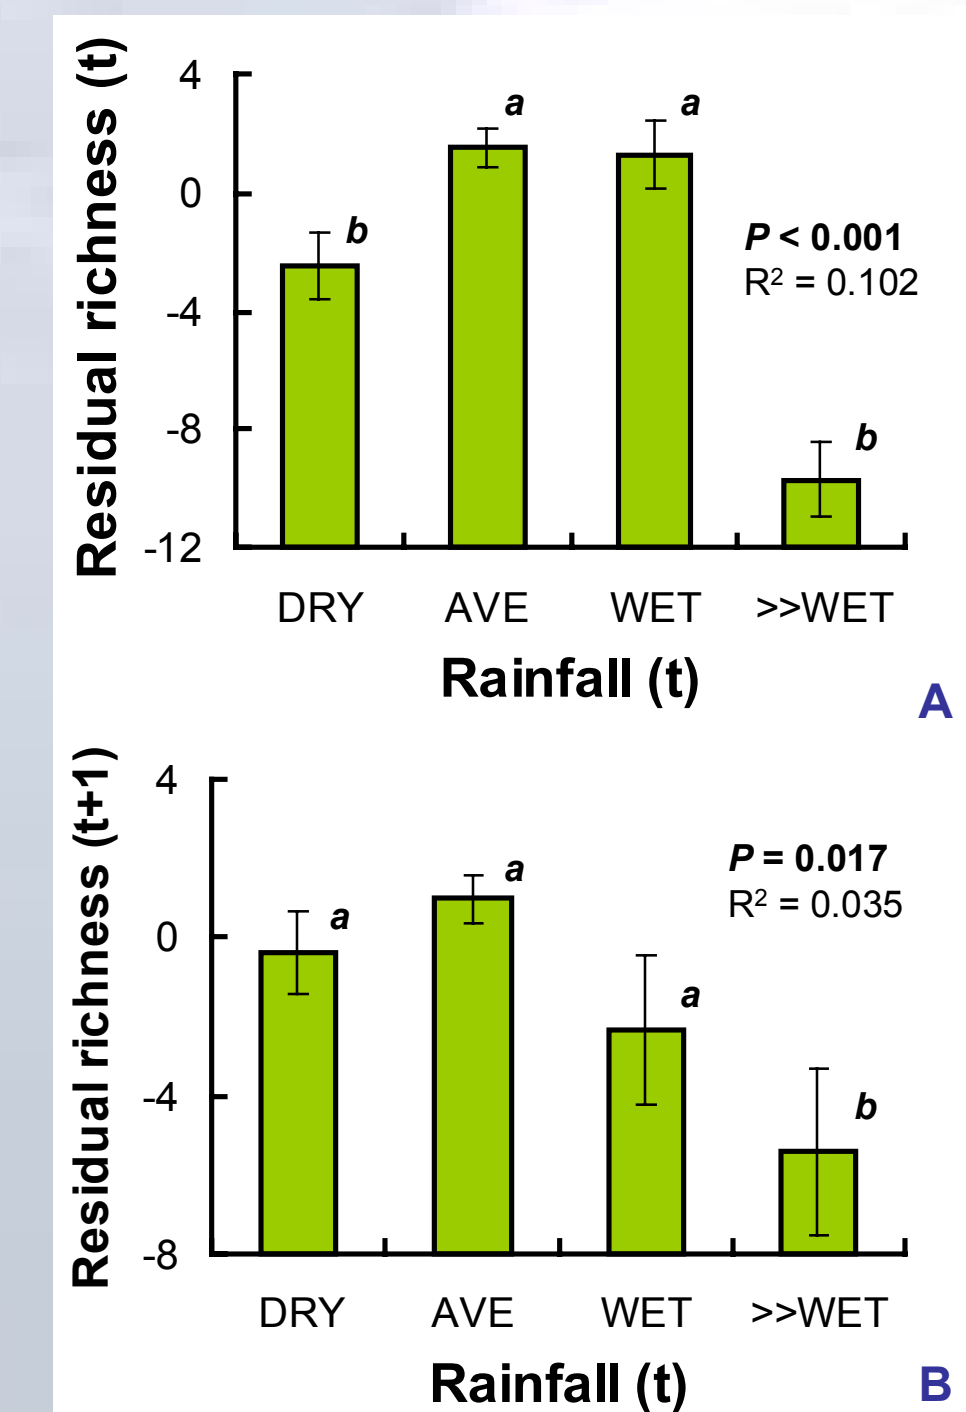 Residual richness (t)
4
0
-4
-8
-12
b
a
a
b
P < 0.001
R² = 0.102
DRY AVE WET >>WET
Rainfall (t)
A
Residual richness (t+1)
4
0
-4
-8
a
a
a
b
P = 0.017
R² = 0.035
DRY AVE WET >>WET
Rainfall (t)
B